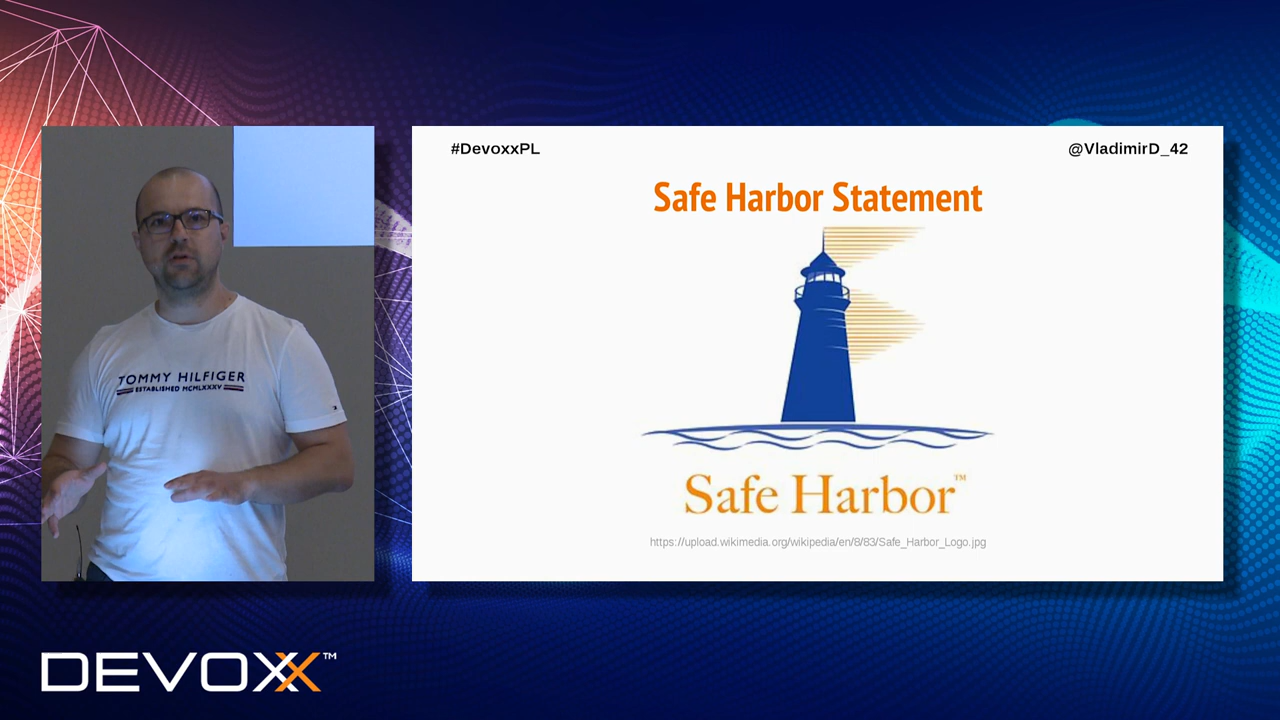 #DevoxxPL
@VladimirD_42
Safe Harbor Statement
Safe Harbor™
https://upload.wikimedia.org/wikipedia/en/8/83/Safe_Harbor_Logo.jpg
TOMMY HILFIGER
ESTABLISHED MCMLXXXV
DEVOXX™